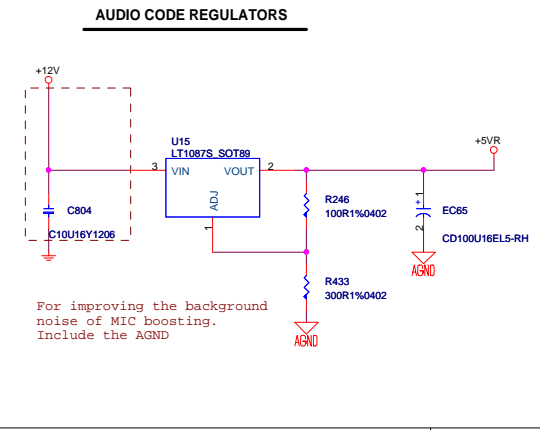 AUDIO CODE REGULATORS
+12V
+5VR
U15
LT1087S_SOT89
3
VIN
VOUT
2
ADJ
1
C804
C10U16Y1206
R246
100R1%0402
+
1
2
EC65
CD100U16EL5-RH
AGND
R433
300R1%0402
AGND
For improving the background
noise of MIC boosting.
Include the AGND